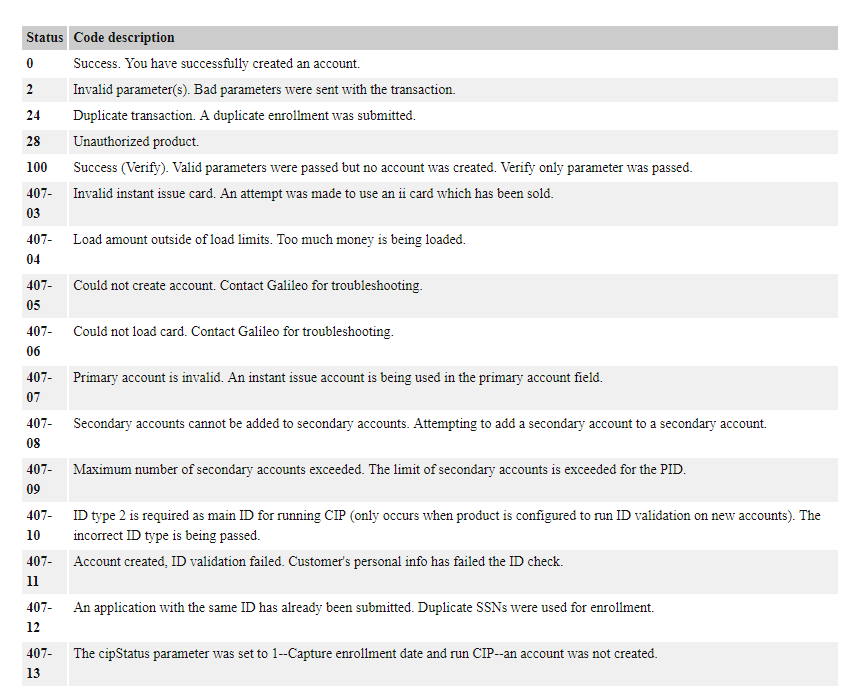 Status Code description
0 Success. You have successfully created an account.
2 Invalid parameter(s). Bad parameters were sent with the transaction.
24 Duplicate transaction. A duplicate enrollment was submitted.
28 Unauthorized product.
100 Success (Verify). Valid parameters were passed but no account was created. Verify only parameter was passed.
407- Invalid instant issue card. An attempt was made to use an ii card which has been sold.
03
407- Load amount outside of load limits. Too much money is being loaded.
04
407- Could not create account. Contact Galileo for troubleshooting.
05
407- Could not load card. Contact Galileo for troubleshooting.
06
407- Primary account is invalid. An instant issue account is being used in the primary account field.
07
407- Secondary accounts cannot be added to secondary accounts. Attempting to add a secondary account to a secondary account.
08
407- Maximum number of secondary accounts exceeded. The limit of secondary accounts is exceeded for the PID.
09
407- ID type 2 is required as main ID for running CIP (only occurs when product is configured to run ID validation on new accounts). The
10 incorrect ID type is being passed.
407- Account created, ID validation failed. Customer's personal info has failed the ID check.
11
407- An application with the same ID has already been submitted. Duplicate SSNs were used for enrollment.
12
407- The cipStatus parameter was set to 1--Capture enrollment date and run CIP--an account was not created.
13